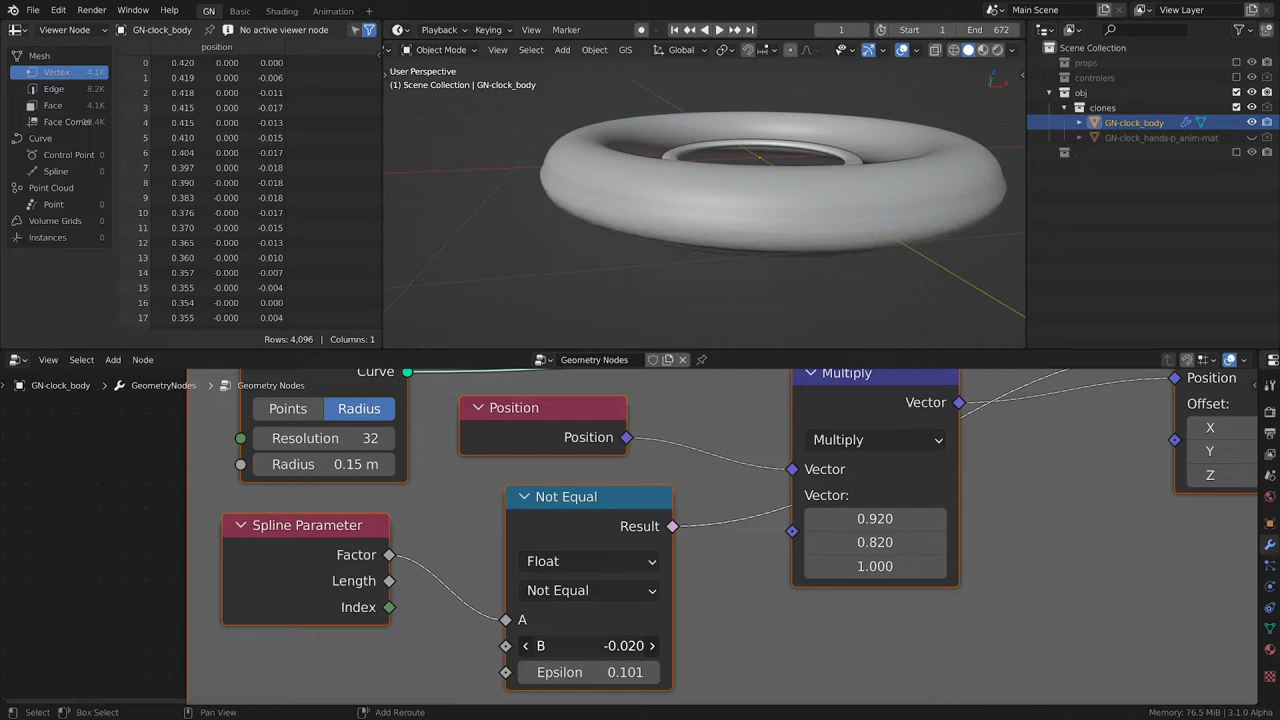 File Edit Render Window Help GN Basic Shading Animation Main Scene View Layer
Viewer Node GN-clock_body No active viewer node Playback Keying View Marker 1 Start 1 End 672
Mesh position Object Mode View Select Add Object GIS Global Scene Collection
Vertex 4.1K
Edge 8.2K
Face 4.1K
Face Corner
Curve
Control Point 0
Spline 0
Point Cloud
Point 0
Volume Grids 0
Instances 0
0 0.420 0.000 0.000
1 0.419 -0.000 -0.006
2 0.418 -0.000 -0.011
3 0.415 -0.000 -0.017
4 0.415 -0.000 -0.013
5 0.410 -0.000 -0.015
6 0.404 -0.000 -0.017
7 0.397 -0.000 -0.018
8 0.390 -0.000 -0.018
9 0.383 -0.000 -0.018
10 0.376 -0.000 -0.017
11 0.370 -0.000 -0.015
12 0.365 -0.000 -0.013
13 0.360 -0.000 -0.010
14 0.357 -0.000 -0.007
15 0.355 -0.000 -0.004
16 0.354 -0.000 0.000
17 0.355 -0.000 0.004
Rows: 4,096 | Columns: 1
User Perspective
(1) Scene Collection | GN-clock_body
props
controlers
obj
clones
GN-clock_body
GN-clock_hands-p_anim-mat
View Select Add Node Geometry Nodes
GN-clock_body GeometryNodes Geometry Nodes
Curve
Points Radius
Resolution 32
Radius 0.15 m
Position
Position
Spline Parameter
Factor
Length
Index
Not Equal
Result
Float
Not Equal
A
B -0.020
Epsilon 0.101
Multiply
Vector
Multiply
Vector
Vector:
0.920
0.820
1.000
Position
Offset:
X
Y
Z
Select Box Select Pan View Add Reroute Memory: 76.5 MiB | 3.1.0 Alpha